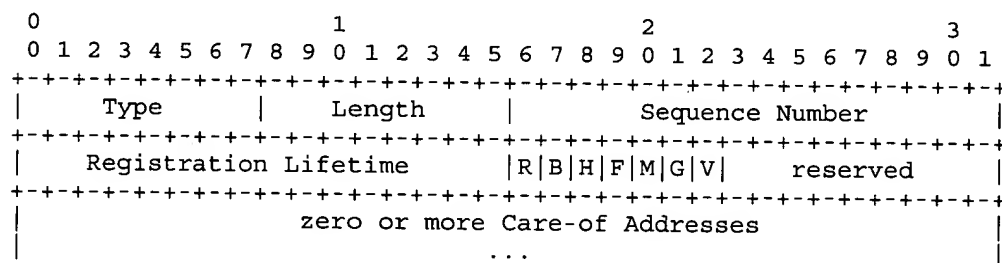 0                   1                   2                   3
 0 1 2 3 4 5 6 7 8 9 0 1 2 3 4 5 6 7 8 9 0 1 2 3 4 5 6 7 8 9 0 1
+-+-+-+-+-+-+-+-+-+-+-+-+-+-+-+-+-+-+-+-+-+-+-+-+-+-+-+-+-+-+-+-+
|     Type      |    Length     |        Sequence Number        |
+-+-+-+-+-+-+-+-+-+-+-+-+-+-+-+-+-+-+-+-+-+-+-+-+-+-+-+-+-+-+-+-+
|    Registration Lifetime      |R|B|H|F|M|G|V|    reserved     |
+-+-+-+-+-+-+-+-+-+-+-+-+-+-+-+-+-+-+-+-+-+-+-+-+-+-+-+-+-+-+-+-+
|                  zero or more Care-of Addresses               |
|                              ...                              |